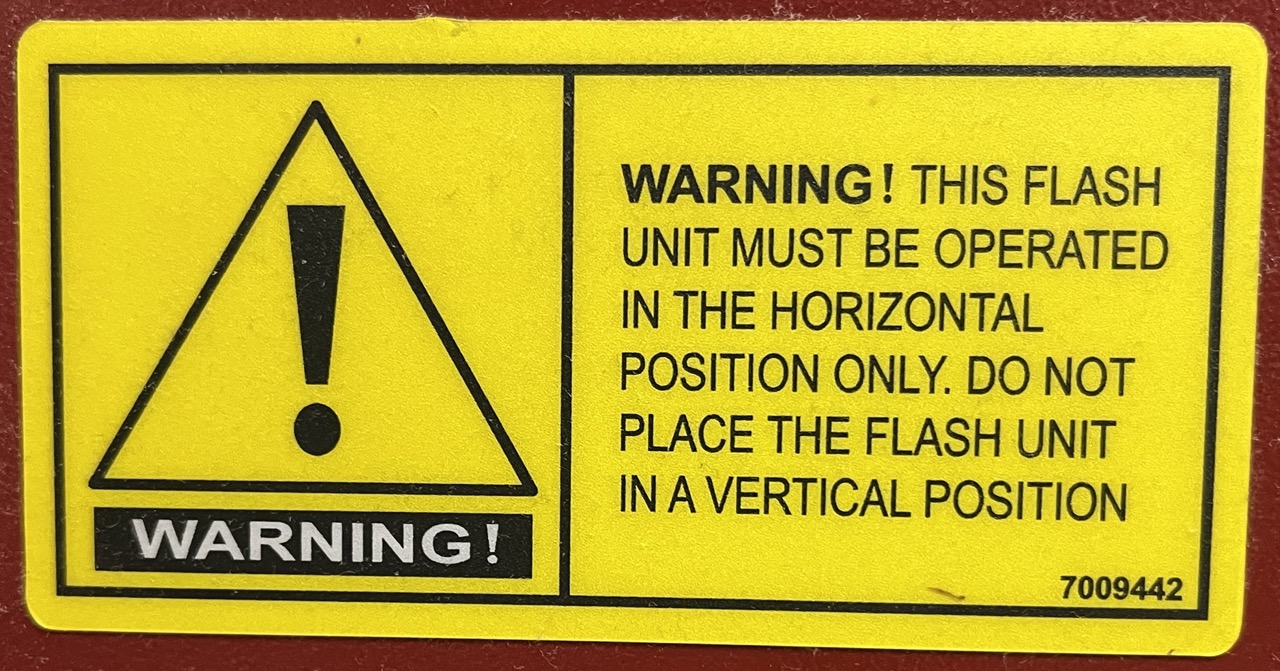 WARNING!
WARNING! THIS FLASH
UNIT MUST BE OPERATED
IN THE HORIZONTAL
POSITION ONLY. DO NOT
PLACE THE FLASH UNIT
IN A VERTICAL POSITION
7009442